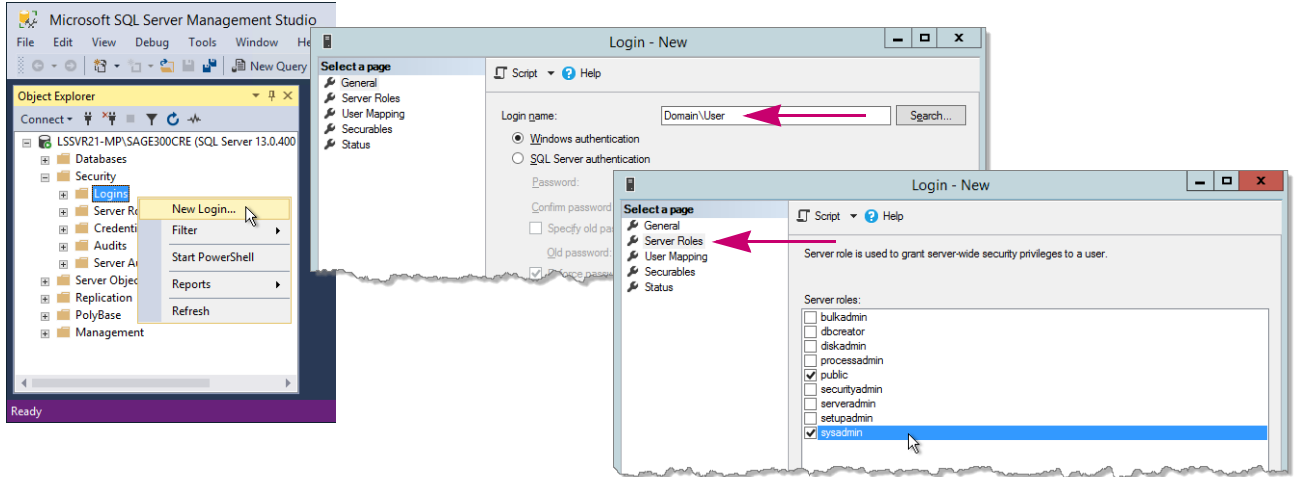 Microsoft SQL Server Management Studio
File Edit View Debug Tools Window He
New Query
Object Explorer
Connect
LSSVR21-MP\SAGE300CRE (SQL Server 13.0.400
Databases
Security
Logins
Server Ro
Credenti
Audits
Server Au
Server Objec
Replication
PolyBase
Management
New Login...
Filter
Start PowerShell
Reports
Refresh
Ready
Login - New
Select a page
General
Server Roles
User Mapping
Securables
Status
Script Help
Login name: Domain\User Search...
Windows authentication
SQL Server authentication
Password:
Confirm password
Specify old pa
Old password:
Enforce passw
Login - New
Select a page
General
Server Roles
User Mapping
Securables
Status
Script Help
Server role is used to grant server-wide security privileges to a user.
Server roles:
bulkadmin
dbcreator
diskadmin
processadmin
public
securityadmin
serveradmin
setupadmin
sysadmin